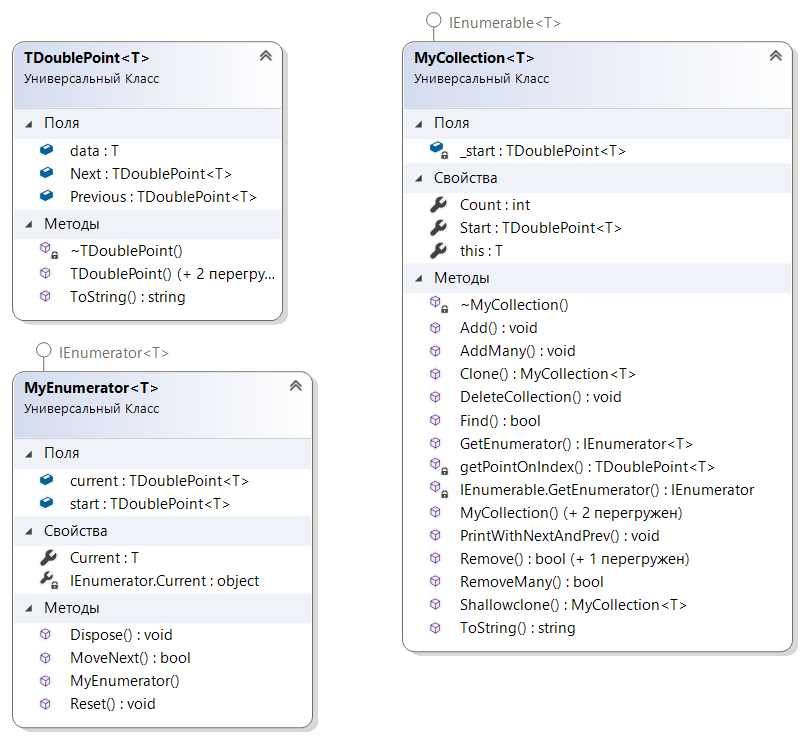 TDoublePoint<T>
Универсальный Класс
Поля
data : T
Next : TDoublePoint<T>
Previous : TDoublePoint<T>
Методы
~TDoublePoint()
TDoublePoint() (+ 2 перегру...
ToString() : string
IEnumerator<T>
MyEnumerator<T>
Универсальный Класс
Поля
current : TDoublePoint<T>
start : TDoublePoint<T>
Свойства
Current : T
IEnumerator.Current : object
Методы
Dispose() : void
MoveNext() : bool
MyEnumerator()
Reset() : void
IEnumerable<T>
MyCollection<T>
Универсальный Класс
Поля
_start : TDoublePoint<T>
Свойства
Count : int
Start : TDoublePoint<T>
this : T
Методы
~MyCollection()
Add() : void
AddMany() : void
Clone() : MyCollection<T>
DeleteCollection() : void
Find() : bool
GetEnumerator() : IEnumerator<T>
getPointOnIndex() : TDoublePoint<T>
IEnumerable.GetEnumerator() : IEnumerator
MyCollection() (+ 2 перегружен)
PrintWithNextAndPrev() : void
Remove() : bool (+ 1 перегружен)
RemoveMany() : bool
Shallowclone() : MyCollection<T>
ToString() : string